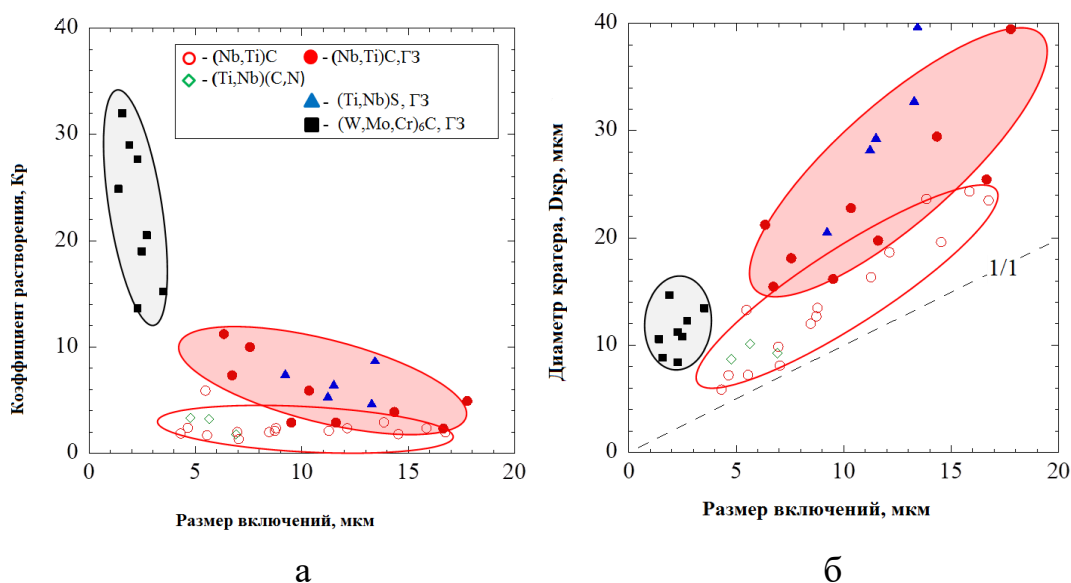 40
30
20
10
0
0 5 10 15 20
Коэффициент растворения, Кр
Размер включений, мкм
- (Nb,Ti)C - (Nb,Ti)C,ГЗ
- (Ti,Nb)(C,N)
- (Ti,Nb)S, ГЗ
- (W,Mo,Cr)₆C, ГЗ
а
40
30
20
10
0
0 5 10 15 20
Диаметр кратера, Dкр, мкм
Размер включений, мкм
1/1
б